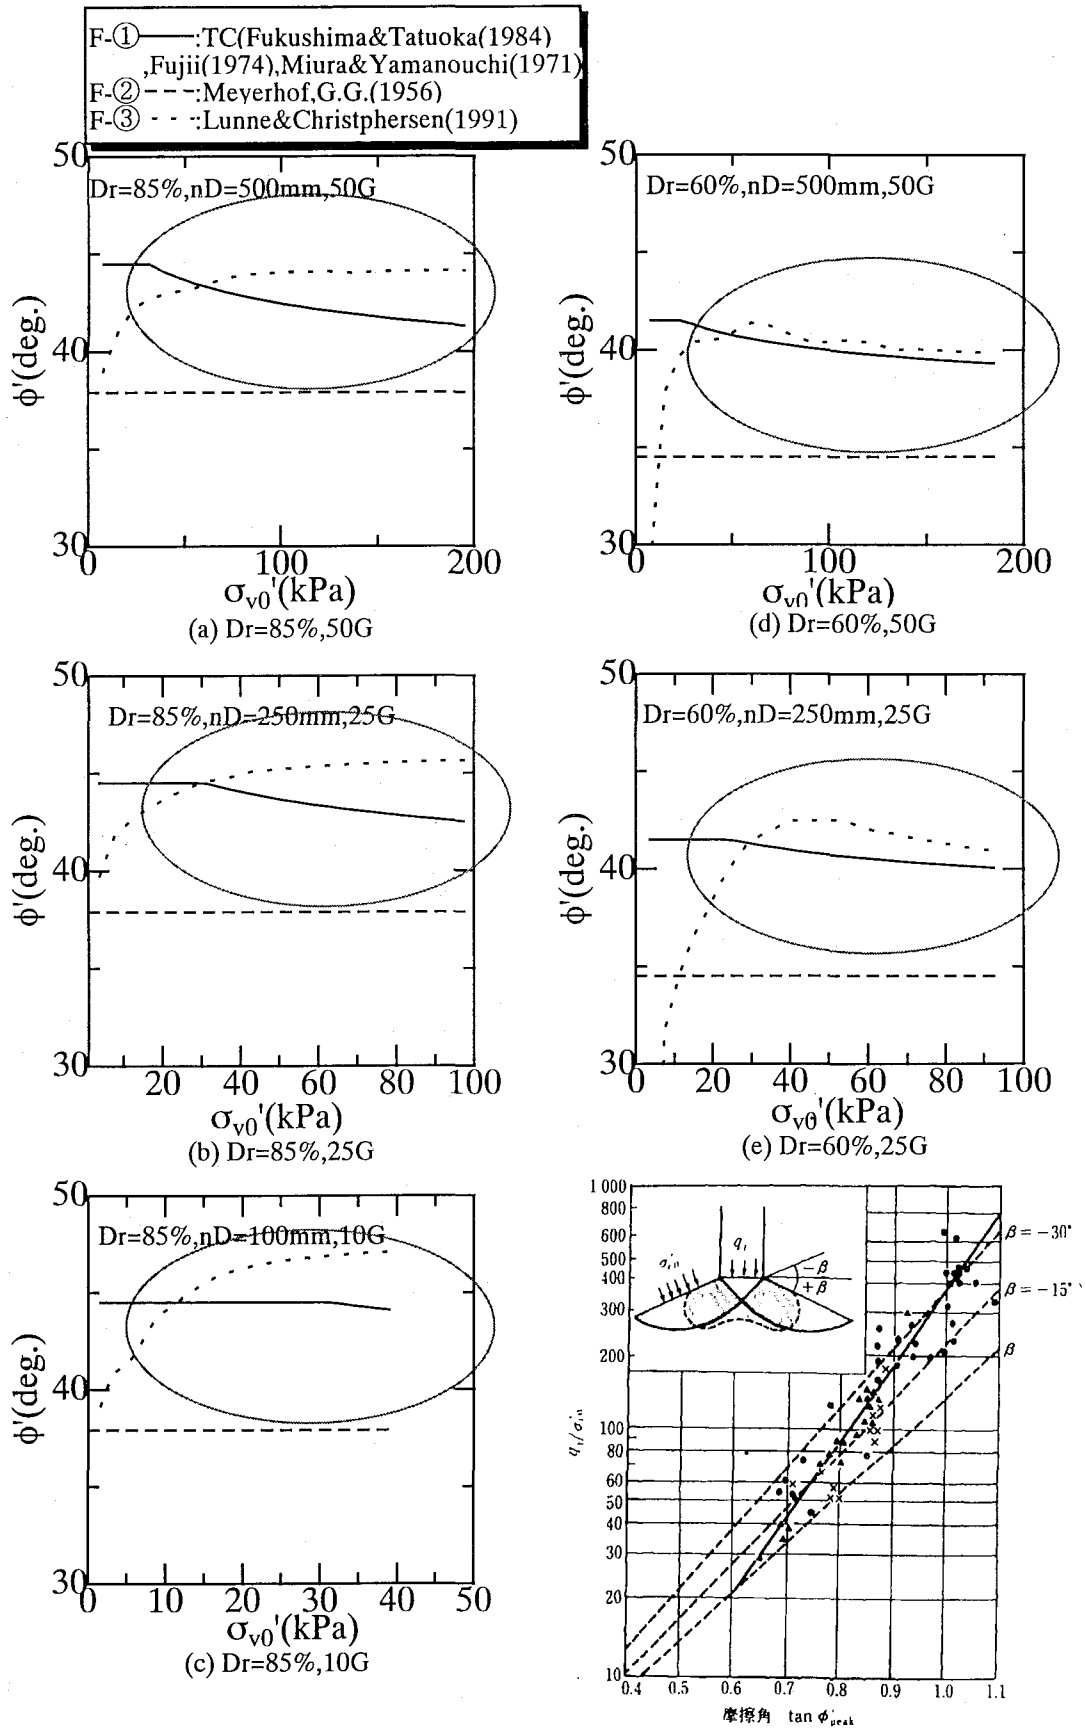 F-① :TC(Fukushima&Tatuoka(1984)
,Fujii(1974),Miura&Yamanouchi(1971)
F-② :Meyerhof,G.G.(1956)
F-③ :Lunne&Christphersen(1991)
50
Dr=85%,nD=500mm,50G
φ'(deg.)
40
30
0 100 200
σv0'(kPa)
(a) Dr=85%,50G
50
Dr=60%,nD=500mm,50G
φ'(deg.)
40
30
0 100 200
σv0'(kPa)
(d) Dr=60%,50G
50
Dr=85%,nD=250mm,25G
φ'(deg.)
40
30
0 20 40 60 80 100
σv0'(kPa)
(b) Dr=85%,25G
50
Dr=60%,nD=250mm,25G
φ'(deg.)
40
30
0 20 40 60 80 100
σv0'(kPa)
(e) Dr=60%,25G
50
Dr=85%,nD=100mm,10G
φ'(deg.)
40
30
0 10 20 30 40 50
σv0'(kPa)
(c) Dr=85%,10G
1 000
800
600
500
400
300
200
100
80
60
50
40
30
20
10
qt
−β
+β
β=−30°
β=−15°
β
0.4 0.5 0.6 0.7 0.8 0.9 1.0 1.1
摩擦角 tan φ'peak